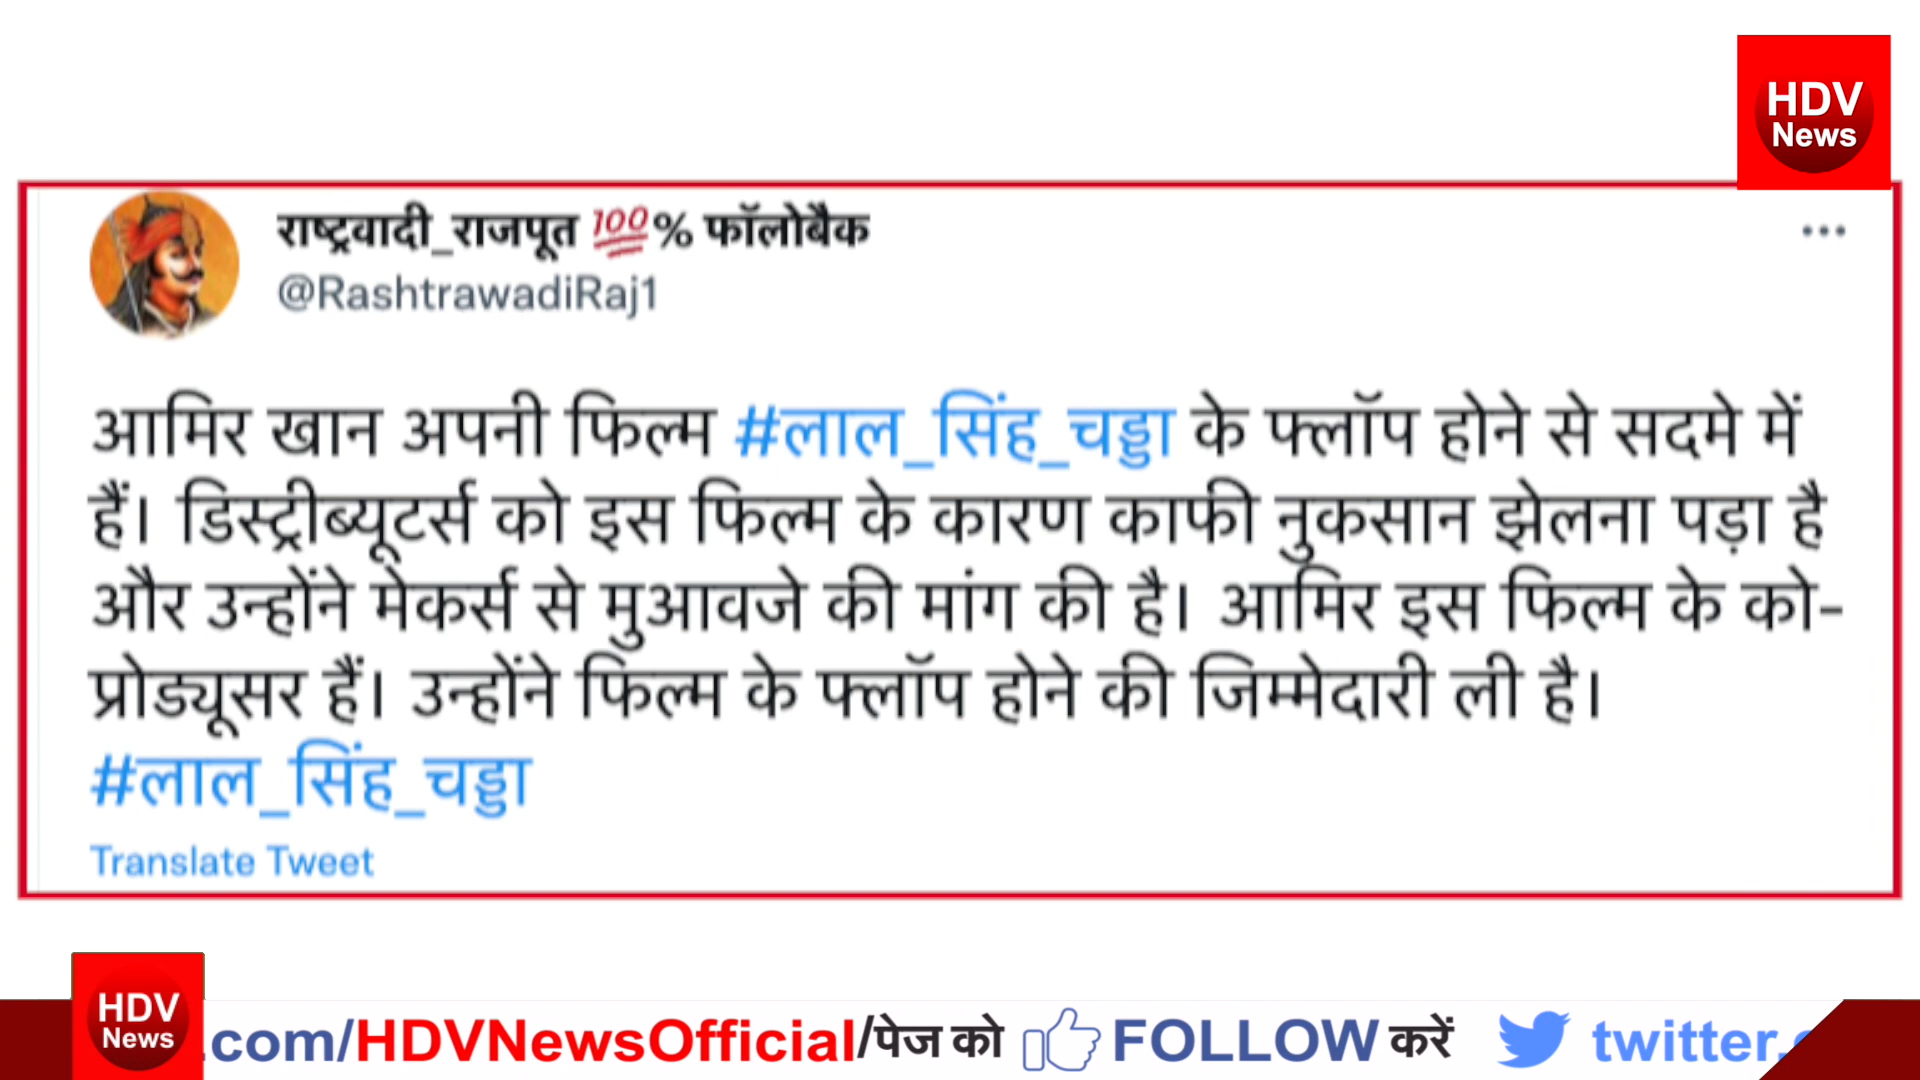 HDV
News
राष्ट्रवादी_राजपूत 💯% फॉलोबैक
@RashtrawadiRaj1
आमिर खान अपनी फिल्म #लाल_सिंह_चड्ढा के फ्लॉप होने से सदमे में
हैं। डिस्ट्रीब्यूटर्स को इस फिल्म के कारण काफी नुकसान झेलना पड़ा है
और उन्होंने मेकर्स से मुआवजे की मांग की है। आमिर इस फिल्म के को-
प्रोड्यूसर हैं। उन्होंने फिल्म के फ्लॉप होने की जिम्मेदारी ली है।
#लाल_सिंह_चड्ढा
Translate Tweet
HDV
News
.com/HDVNewsOfficial/पेज को FOLLOW करें twitter.